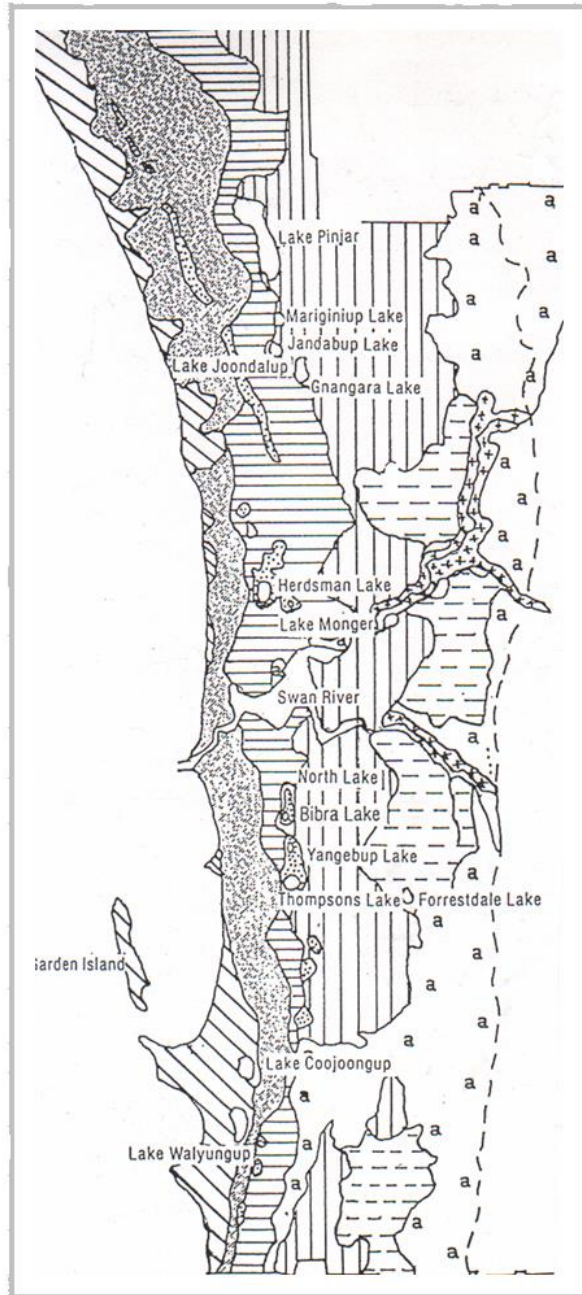 a
a
a
Lake Pinjar
a
a
Mariginiup Lake
a
Jandabup Lake
Lake Joondalup
a
Gnangara Lake
a
a
a
Herdsman Lake
Lake Monger
a
a
a
Swan River
a
North Lake
Bibra Lake
Yangebup Lake
a
Thompsons Lake
Forrestdale Lake
a
a
Garden Island
a
a
Lake Coojoongup
a
a
a
a
Lake Walyungup
a
a
a
a
a